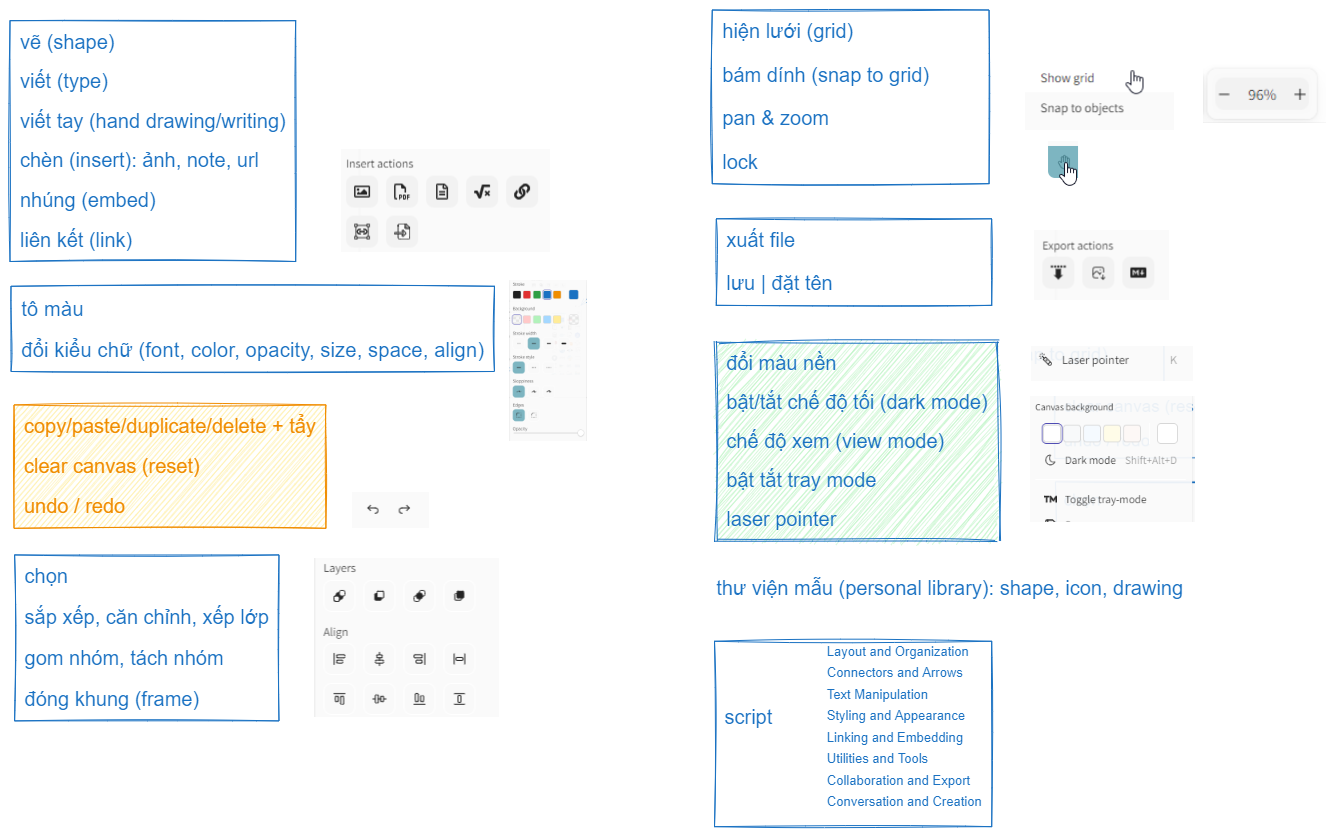 vẽ (shape)
viết (type)
viết tay (hand drawing/writing)
chèn (insert): ảnh, note, url
nhúng (embed)
liên kết (link)
Insert actions
PDF
tô màu
đổi kiểu chữ (font, color, opacity, size, space, align)
Stroke
Background
Stroke width
Stroke style
Sloppiness
Edges
Opacity
copy/paste/duplicate/delete + tẩy
clear canvas (reset)
undo / redo
chọn
sắp xếp, căn chỉnh, xếp lớp
gom nhóm, tách nhóm
đóng khung (frame)
Layers
Align
hiện lưới (grid)
bám dính (snap to grid)
pan & zoom
lock
Show grid
Snap to objects
96%
xuất file
lưu | đặt tên
Export actions
đổi màu nền
bật/tắt chế độ tối (dark mode)
chế độ xem (view mode)
bật tắt tray mode
laser pointer
Laser pointer K
Canvas background
Dark mode Shift+Alt+D
TM Toggle tray-mode
thư viện mẫu (personal library): shape, icon, drawing
script
Layout and Organization
Connectors and Arrows
Text Manipulation
Styling and Appearance
Linking and Embedding
Utilities and Tools
Collaboration and Export
Conversation and Creation